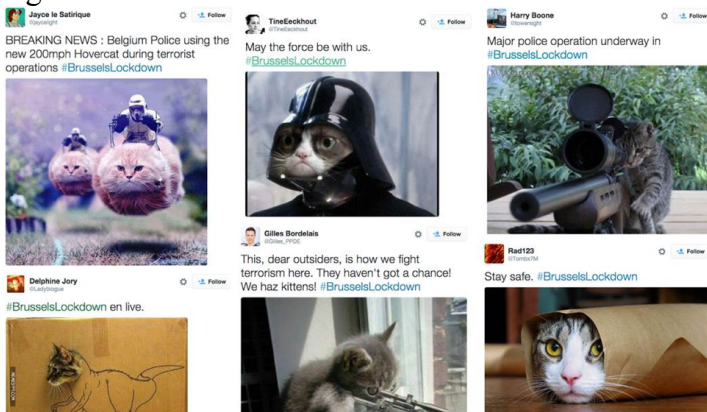 Jayce le Satirique
@jayceight
Follow
BREAKING NEWS : Belgium Police using the
new 200mph Hovercat during terrorist
operations #BrusselsLockdown
Delphine Jory
@Ladyblogue
Follow
#BrusselsLockdown en live.
TineEeckhout
@TineEeckhout
Follow
May the force be with us.
#BrusselsLockdown
Gilles Bordelais
@Gilles_PPDE
Follow
This, dear outsiders, is how we fight
terrorism here. They haven't got a chance!
We haz kittens! #BrusselsLockdown
Harry Boone
Follow
Major police operation underway in
#BrusselsLockdown
Rad123
@Tombx7M
Follow
Stay safe. #BrusselsLockdown